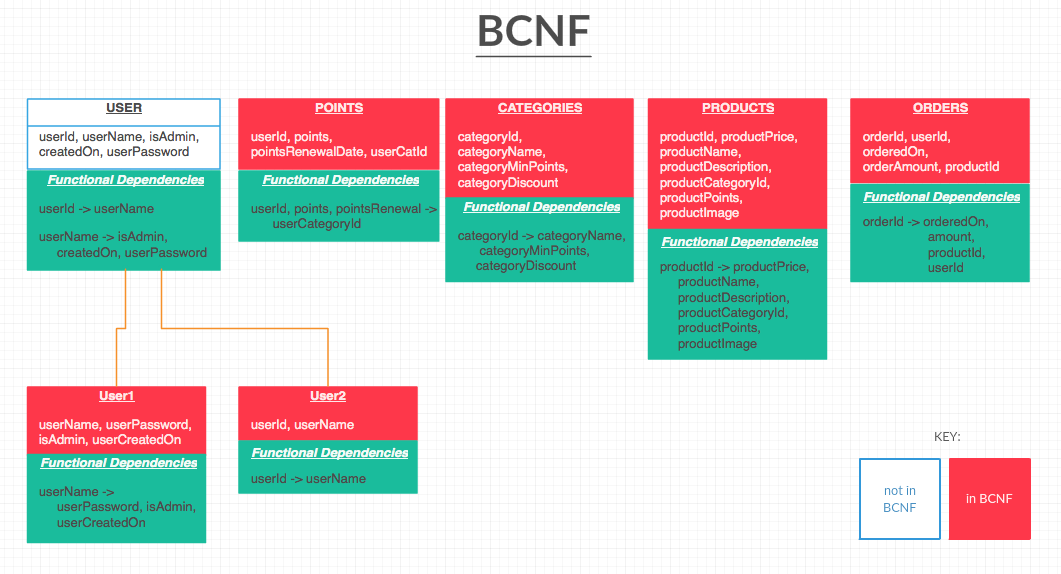 BCNF
USER
userId, userName, isAdmin,
createdOn, userPassword
Functional Dependencies
userId -> userName
userName -> isAdmin,
createdOn, userPassword
POINTS
userId, points,
pointsRenewalDate, userCatId
Functional Dependencies
userId, points, pointsRenewal ->
userCategoryId
CATEGORIES
categoryId,
categoryName,
categoryMinPoints,
categoryDiscount
Functional Dependencies
categoryId -> categoryName,
categoryMinPoints,
categoryDiscount
PRODUCTS
productId, productPrice,
productName,
productDescription,
productCategoryId,
productPoints,
productImage
Functional Dependencies
productId -> productPrice,
productName,
productDescription,
productCategoryId,
productPoints,
productImage
ORDERS
orderId, userId,
orderedOn,
orderAmount, productId
Functional Dependencies
orderId -> orderedOn,
amount,
productId,
userId
User1
userName, userPassword,
isAdmin, userCreatedOn
Functional Dependencies
userName ->
userPassword, isAdmin,
userCreatedOn
User2
userId, userName
Functional Dependencies
userId -> userName
KEY:
not in
BCNF
in BCNF